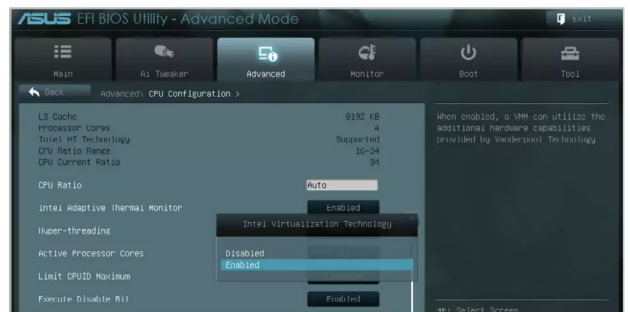 ASUS EFI BIOS Utility - Advanced Mode
Exit
Main
Ai Tweaker
Advanced
Monitor
Boot
Tool
Back
Advanced\ CPU Configuration >
L3 Cache 8192 KB
Processor Cores 4
Intel HT Technology Supported
CPU Ratio Range 16-34
CPU Current Ratio 34
When enabled, a VMM can utilize the
additional hardware capabilities
provided by Vanderpool Technology
CPU Ratio Auto
Intel Adaptive Thermal Monitor Enabled
Hyper-threading
Intel Virtualization Technology
Active Processor Cores
Disabled
Enabled
Limit CPUID Maximum
Execute Disable Bit Enabled
Select Screen